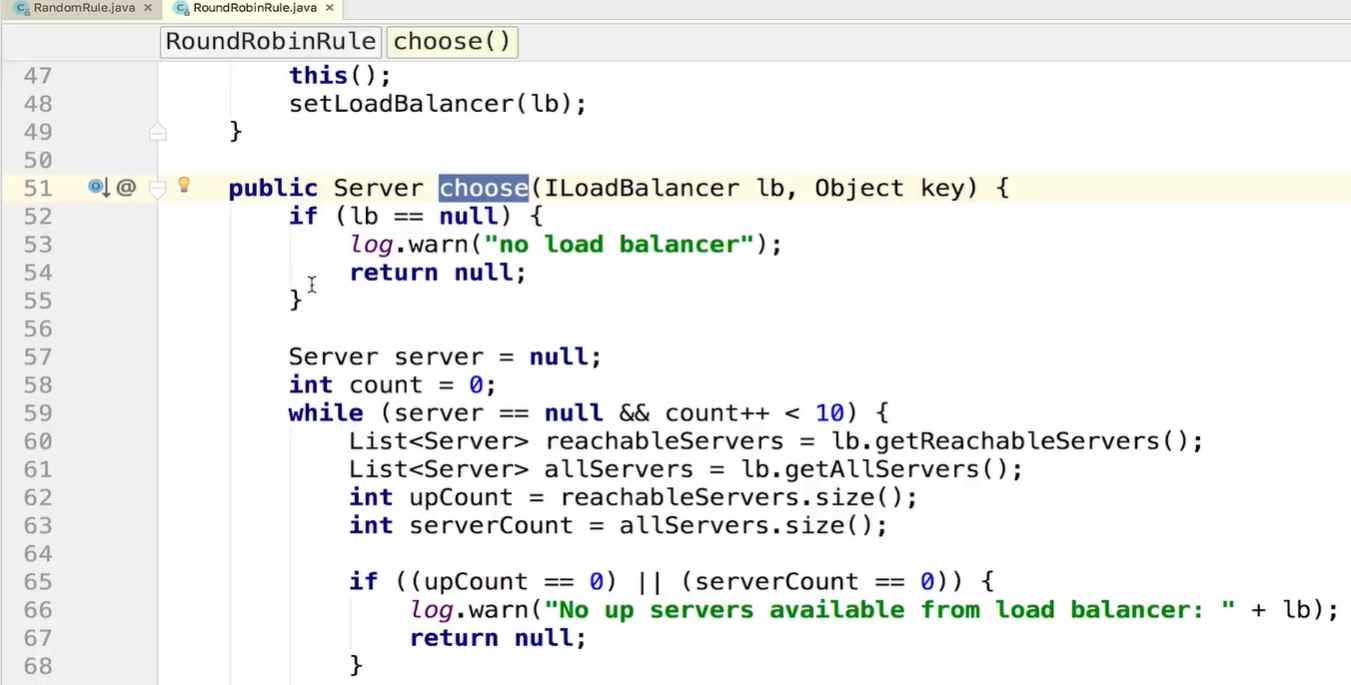 RandomRule.java × RoundRobinRule.java ×
RoundRobinRule choose()
47 this();
48 setLoadBalancer(lb);
49 }
50
51 @ public Server choose(ILoadBalancer lb, Object key) {
52 if (lb == null) {
53 log.warn("no load balancer");
54 return null;
55 }
56
57 Server server = null;
58 int count = 0;
59 while (server == null && count++ < 10) {
60 List<Server> reachableServers = lb.getReachableServers();
61 List<Server> allServers = lb.getAllServers();
62 int upCount = reachableServers.size();
63 int serverCount = allServers.size();
64
65 if ((upCount == 0) || (serverCount == 0)) {
66 log.warn("No up servers available from load balancer: " + lb);
67 return null;
68 }